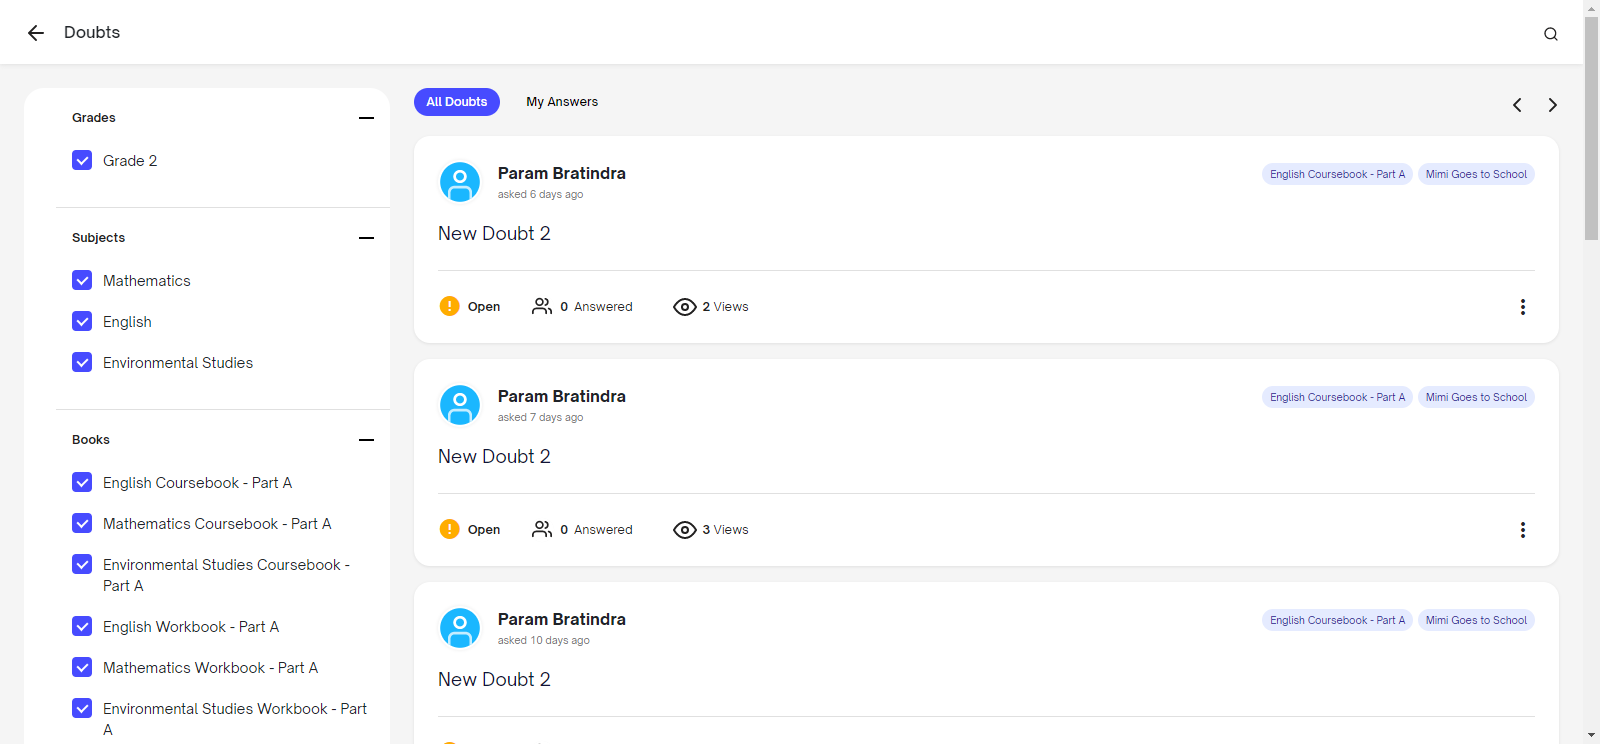 Doubts
Grades
Grade 2
Subjects
Mathematics
English
Environmental Studies
Books
English Coursebook - Part A
Mathematics Coursebook - Part A
Environmental Studies Coursebook -
Part A
English Workbook - Part A
Mathematics Workbook - Part A
Environmental Studies Workbook - Part
A
All Doubts My Answers
Param Bratindra
asked 6 days ago
English Coursebook - Part A Mimi Goes to School
New Doubt 2
Open 0 Answered 2 Views
Param Bratindra
asked 7 days ago
English Coursebook - Part A Mimi Goes to School
New Doubt 2
Open 0 Answered 3 Views
Param Bratindra
asked 10 days ago
English Coursebook - Part A Mimi Goes to School
New Doubt 2